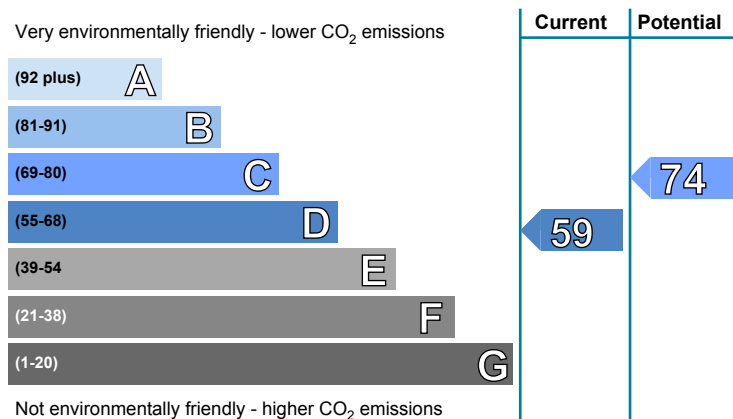 Very environmentally friendly - lower CO2 emissions
Current
Potential
(92 plus) A
(81-91) B
(69-80) C
74
(55-68) D
59
(39-54 E
(21-38) F
(1-20) G
Not environmentally friendly - higher CO2 emissions